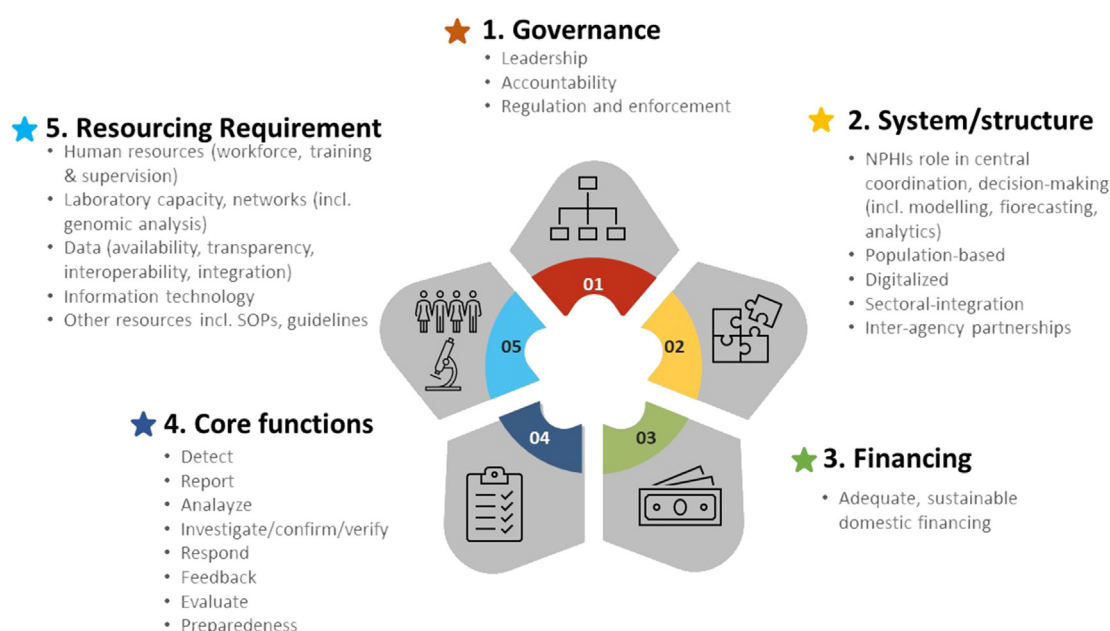 1. Governance
• Leadership
• Accountability
• Regulation and enforcement
2. System/structure
• NPHIs role in central
coordination, decision-making
(incl. modelling, fiorecasting,
analytics)
• Population-based
• Digitalized
• Sectoral-integration
• Inter-agency partnerships
3. Financing
• Adequate, sustainable
domestic financing
4. Core functions
• Detect
• Report
• Analayze
• Investigate/confirm/verify
• Respond
• Feedback
• Evaluate
• Preparedeness
5. Resourcing Requirement
• Human resources (workforce, training
& supervision)
• Laboratory capacity, networks (incl.
genomic analysis)
• Data (availability, transparency,
interoperability, integration)
• Information technology
• Other resources incl. SOPs, guidelines
01
02
03
04
05